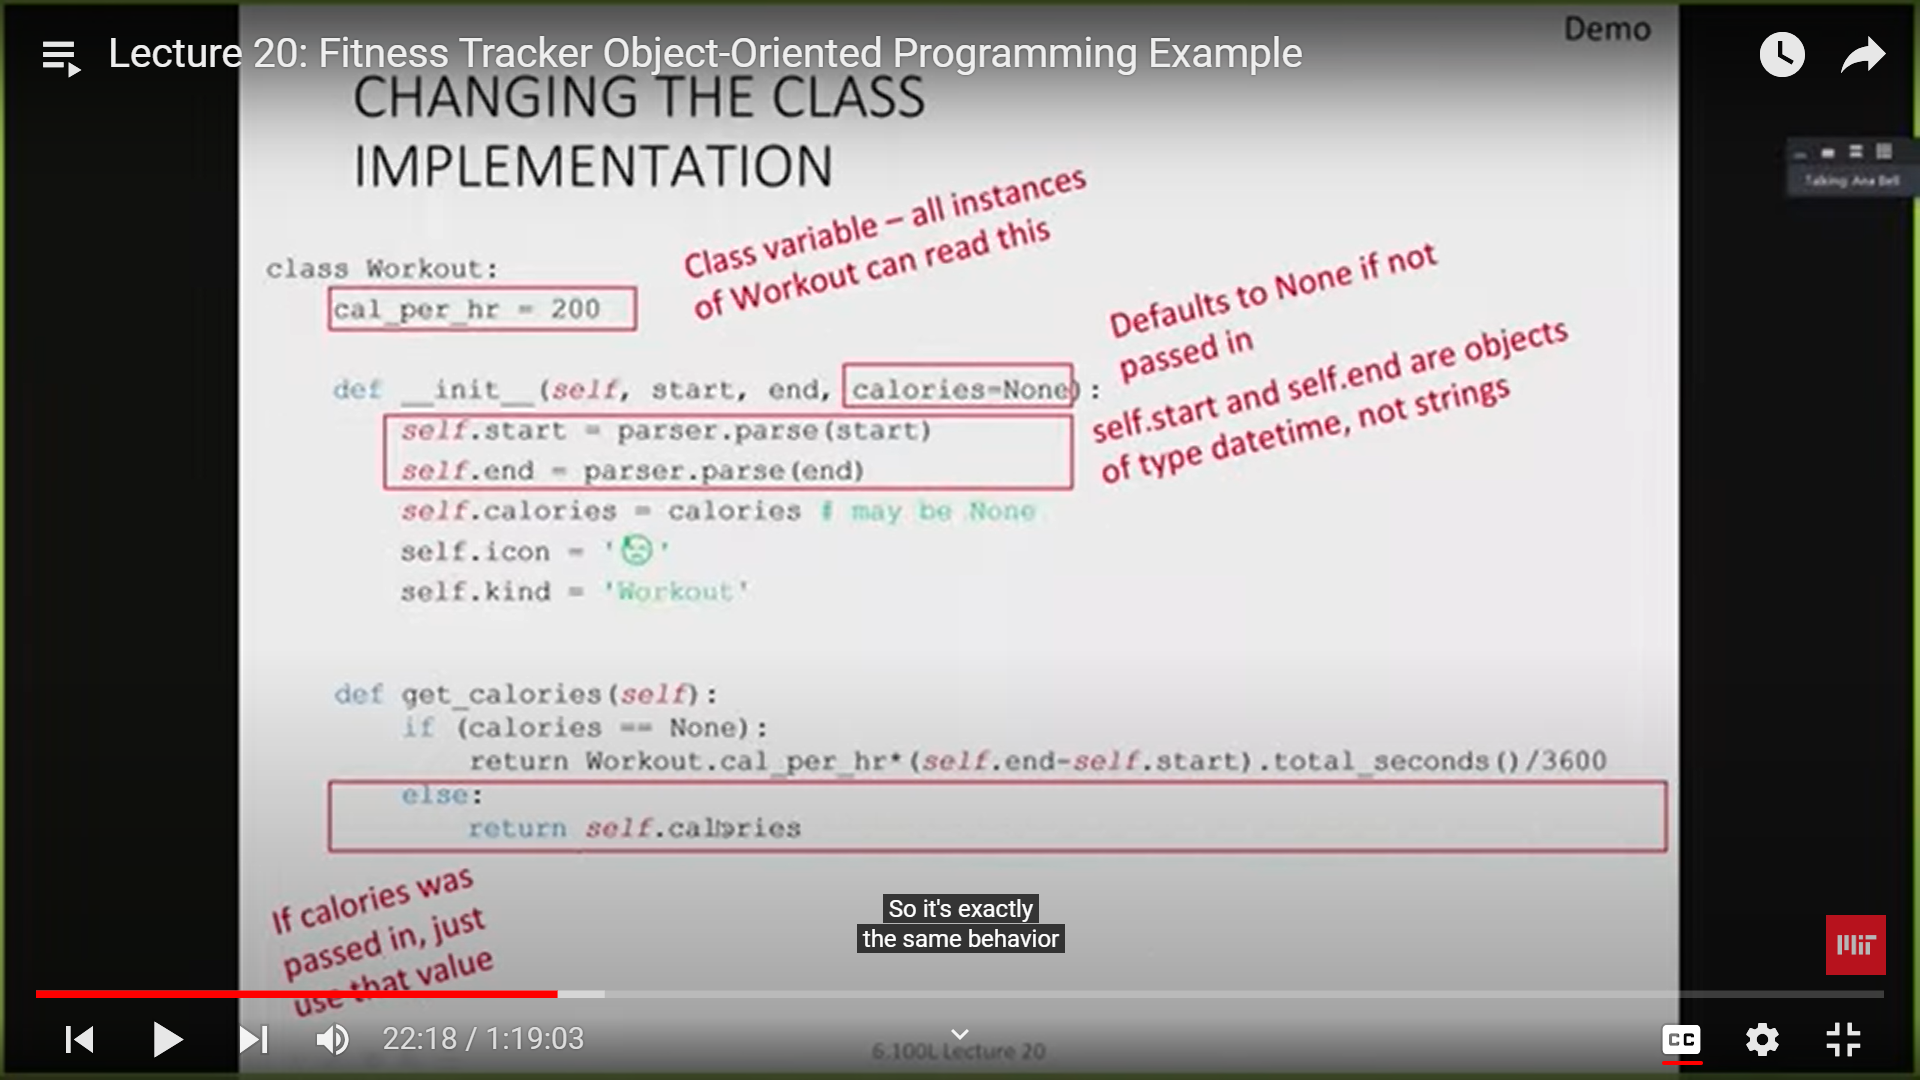 Demo
Lecture 20: Fitness Tracker Object-Oriented Programming Example
CHANGING THE CLASS
IMPLEMENTATION
Talking: Ana Bell
Class variable – all instances
of Workout can read this
class Workout:
cal_per_hr = 200
Defaults to None if not
passed in
def __init__(self, start, end, calories=None):
self.start and self.end are objects
of type datetime, not strings
self.start = parser.parse(start)
self.end = parser.parse(end)
self.calories = calories # may be None
self.icon = '😓'
self.kind = 'Workout'
def get_calories(self):
if (calories == None):
return Workout.cal_per_hr*(self.end-self.start).total_seconds()/3600
else:
return self.calories
If calories was
passed in, just
use that value
So it's exactly
the same behavior
MIT
22:18 / 1:19:03
6.100L Lecture 20
CC